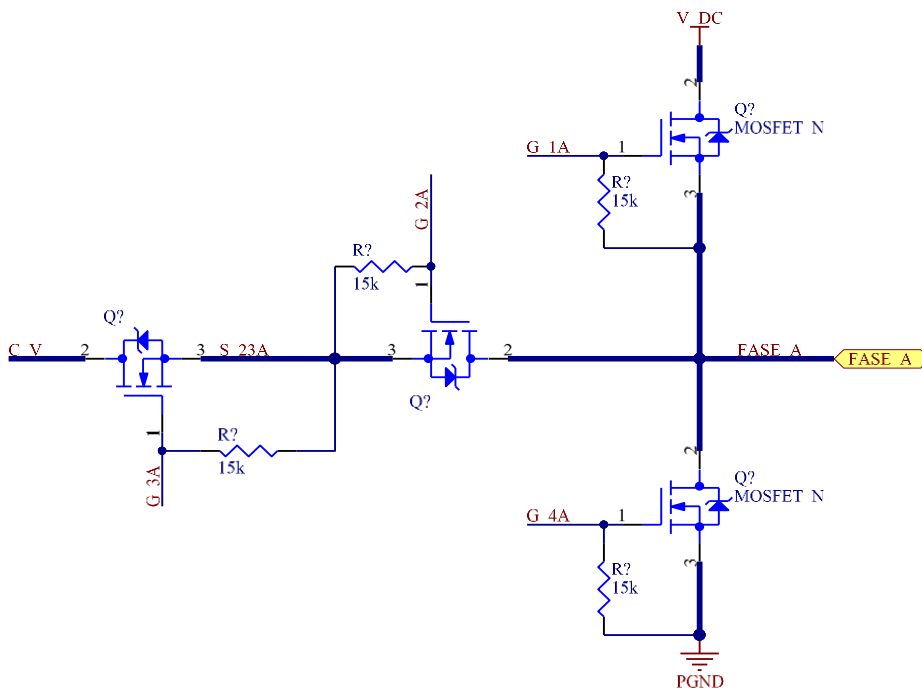 V_DC
2
Q?
MOSFET_N
G_1A
1
R?
15k
3
G_2A
R?
15k
1
Q?
C_V
2
3
S_23A
3
2
FASE_A
FASE_A
Q?
1
R?
15k
G_3A
2
Q?
MOSFET_N
G_4A
1
R?
15k
3
PGND